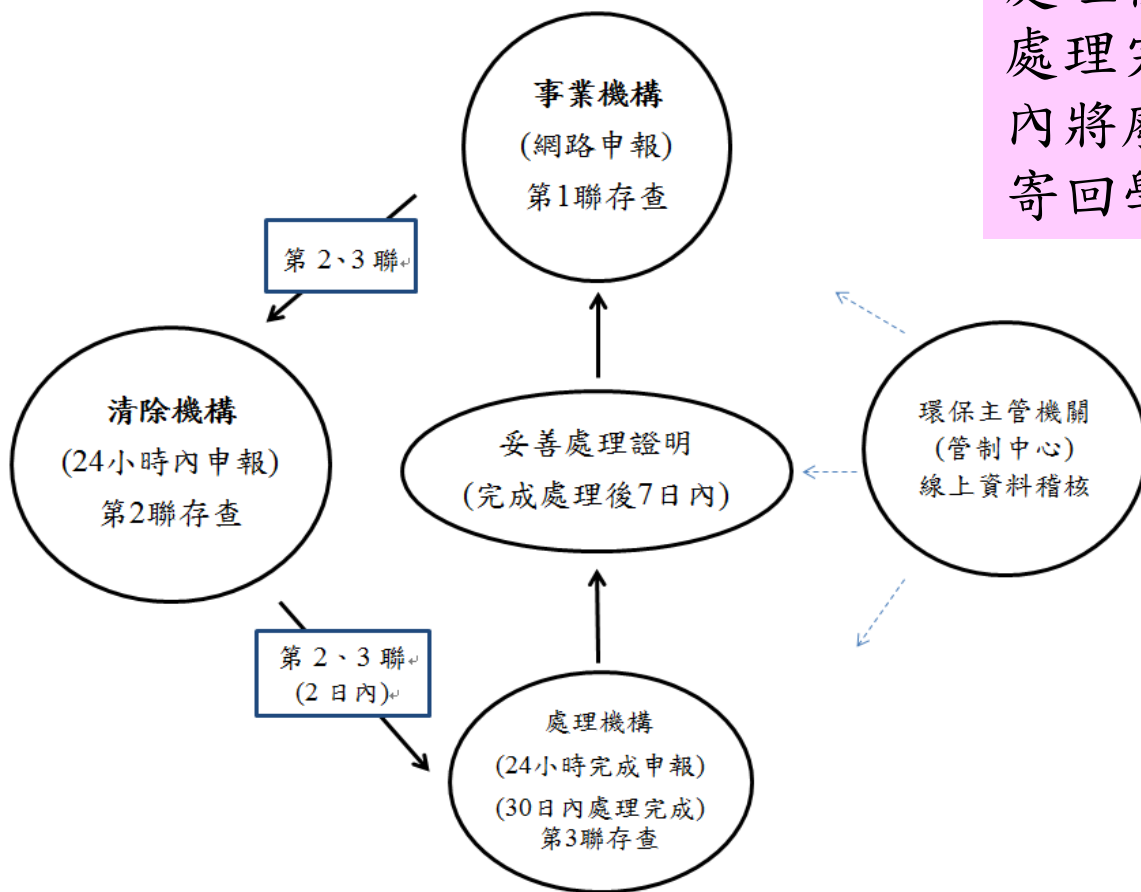 處理完
內將
寄回學
事業機構
(網路申報)
第1聯存查
第 2、3 聯
清除機構
(24小時內申報)
第2聯存查
妥善處理證明
(完成處理後7日內)
環保主管機關
(管制中心)
線上資料稽核
第 2、3 聯
(2 日內)
處理機構
(24小時完成申報)
(30日內處理完成)
第3聯存查